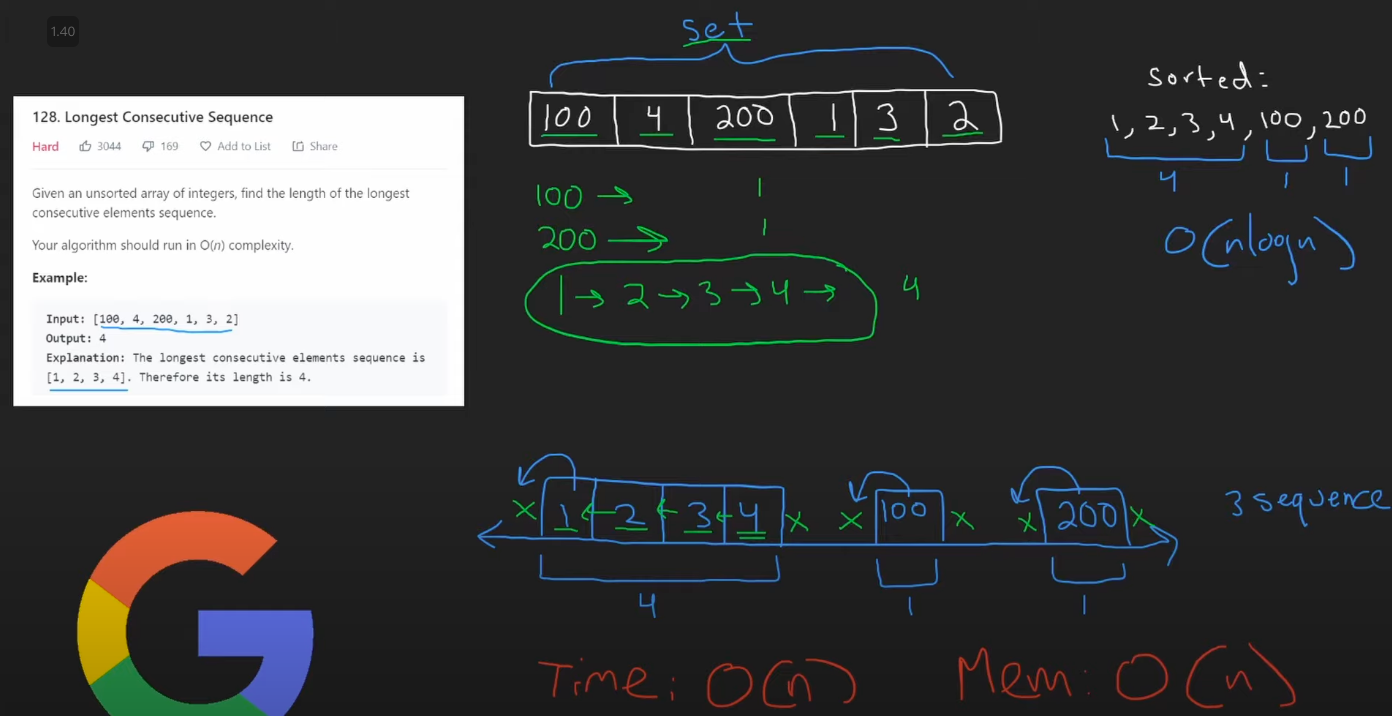 1.40
set
128. Longest Consecutive Sequence
Hard 3044 169 Add to List Share
Given an unsorted array of integers, find the length of the longest
consecutive elements sequence.
Your algorithm should run in O(n) complexity.
Example:
Input: [100, 4, 200, 1, 3, 2]
Output: 4
Explanation: The longest consecutive elements sequence is
[1, 2, 3, 4]. Therefore its length is 4.
100 4 200 1 3 2
100 → 1
200 → 1
1 → 2 → 3 → 4 → 4
Sorted:
1, 2, 3, 4, 100, 200
4 1 1
O(nlogn)
x 1 ← 2 ← 3 ← 4 x x 100 x x 200 x
3 sequence
4 1 1
Time: O(n) Mem: O(n)
G